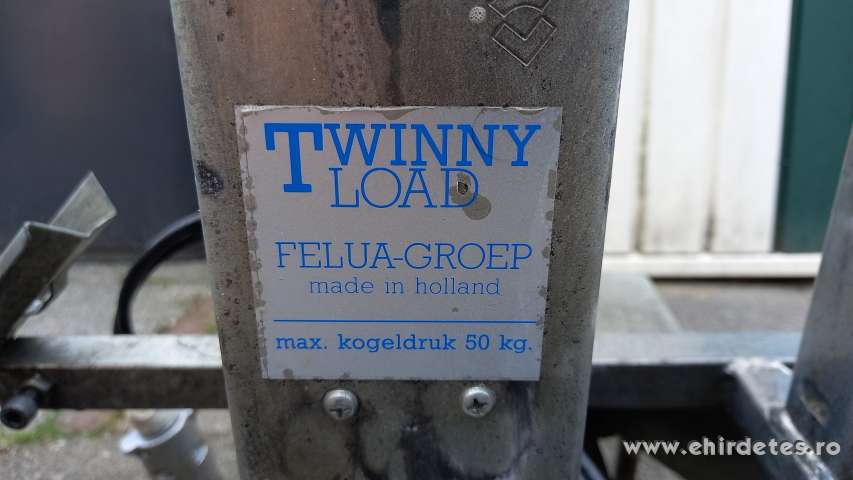 TWINNY
LOAD
FELUA-GROEP
made in holland
max. kogeldruk 50 kg.
www.ehirdetes.ro